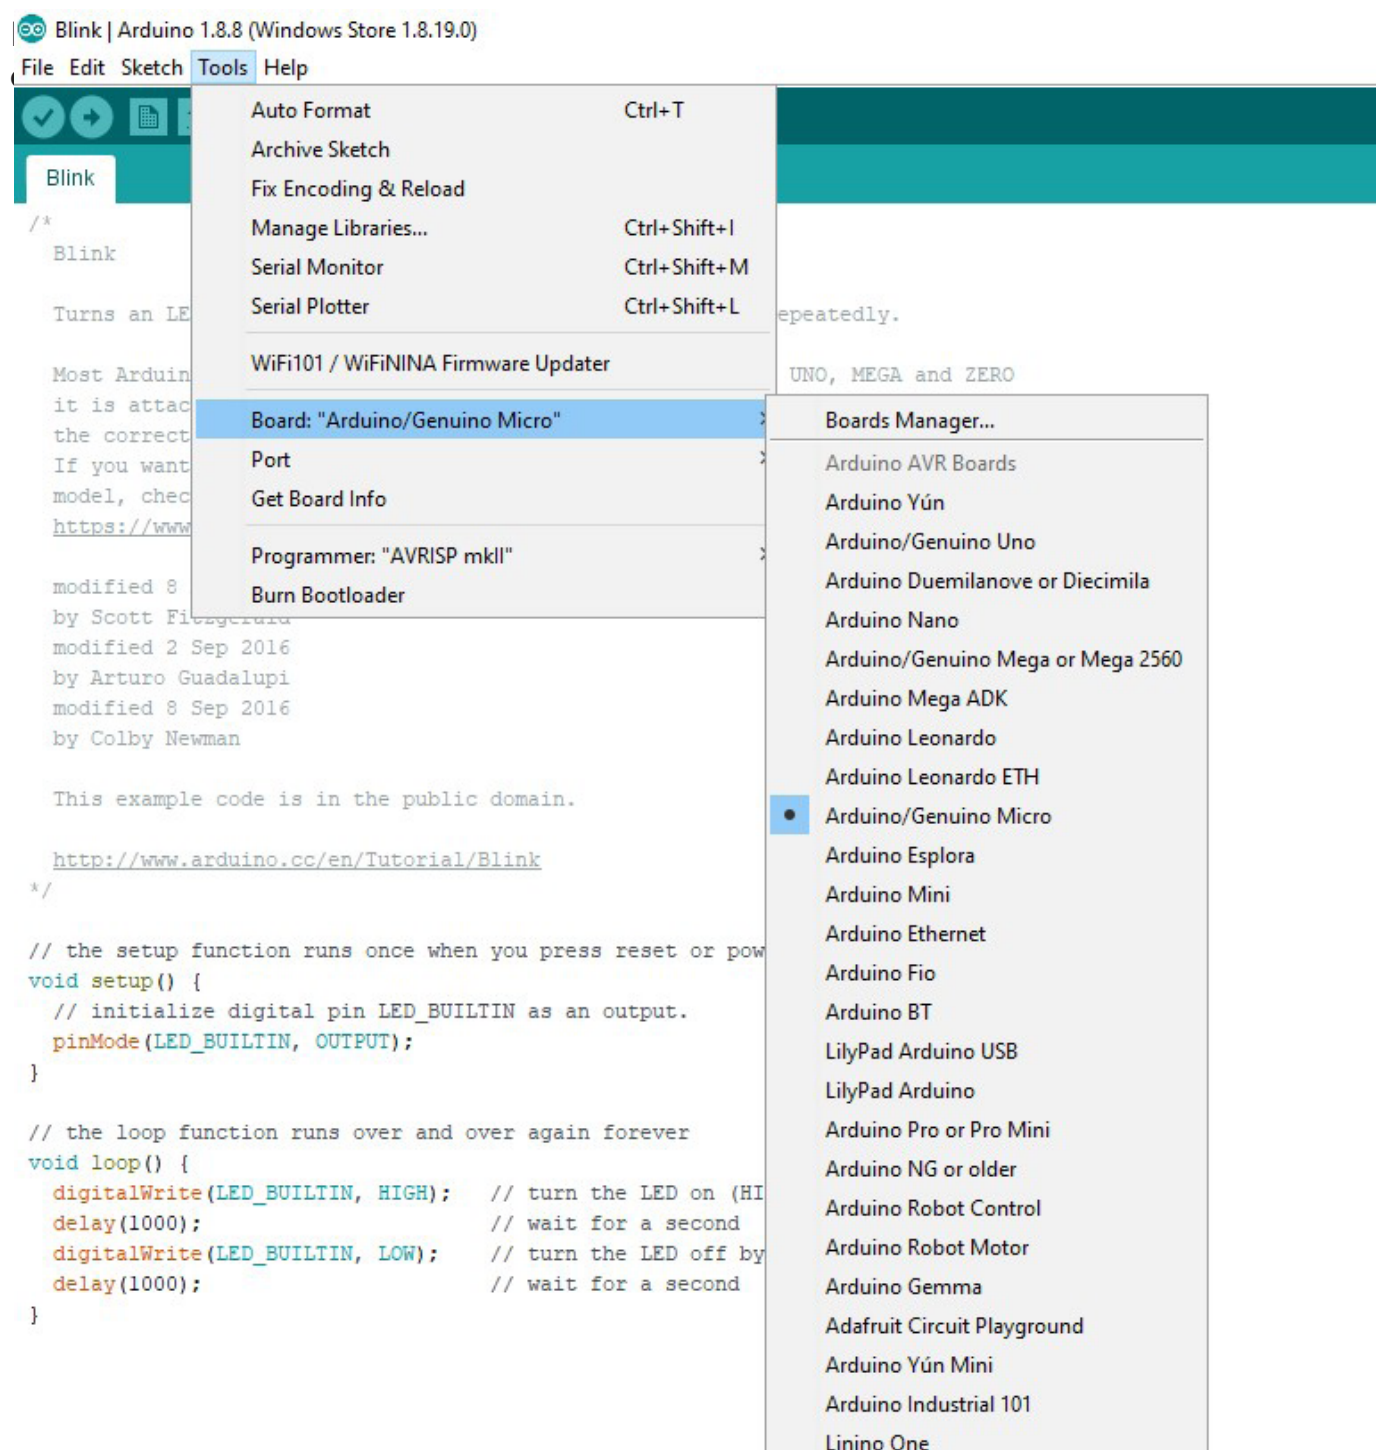 Blink | Arduino 1.8.8 (Windows Store 1.8.19.0)
File Edit Sketch Tools Help
Auto Format Ctrl+T
Archive Sketch
Fix Encoding & Reload
Manage Libraries... Ctrl+Shift+I
Serial Monitor Ctrl+Shift+M
Serial Plotter Ctrl+Shift+L
WiFi101 / WiFiNINA Firmware Updater
Board: "Arduino/Genuino Micro"
Port
Get Board Info
Programmer: "AVRISP mkII"
Burn Bootloader
Boards Manager...
Arduino AVR Boards
Arduino Yún
Arduino/Genuino Uno
Arduino Duemilanove or Diecimila
Arduino Nano
Arduino/Genuino Mega or Mega 2560
Arduino Mega ADK
Arduino Leonardo
Arduino Leonardo ETH
Arduino/Genuino Micro
Arduino Esplora
Arduino Mini
Arduino Ethernet
Arduino Fio
Arduino BT
LilyPad Arduino USB
LilyPad Arduino
Arduino Pro or Pro Mini
Arduino NG or older
Arduino Robot Control
Arduino Robot Motor
Arduino Gemma
Adafruit Circuit Playground
Arduino Yún Mini
Arduino Industrial 101
Linino One
Blink
/*
Blink
Turns an LE epeatedly.
Most Arduin UNO, MEGA and ZERO
it is attac
the correct
If you want
model, chec
https://www
modified 8
by Scott Fitzgerald
modified 2 Sep 2016
by Arturo Guadalupi
modified 8 Sep 2016
by Colby Newman
This example code is in the public domain.
http://www.arduino.cc/en/Tutorial/Blink
*/
// the setup function runs once when you press reset or pow
void setup() {
// initialize digital pin LED_BUILTIN as an output.
pinMode(LED_BUILTIN, OUTPUT);
}
// the loop function runs over and over again forever
void loop() {
digitalWrite(LED_BUILTIN, HIGH); // turn the LED on (HI
delay(1000); // wait for a second
digitalWrite(LED_BUILTIN, LOW); // turn the LED off by
delay(1000); // wait for a second
}